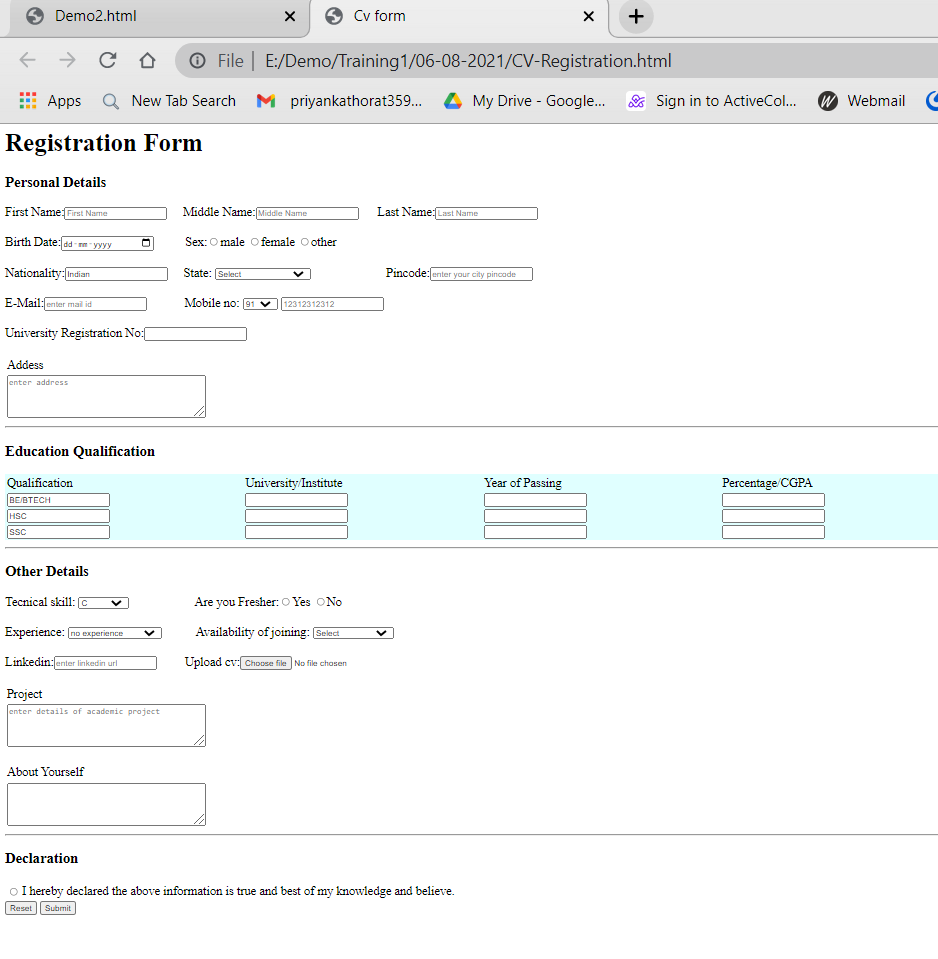 Demo2.html Cv form
File E:/Demo/Training1/06-08-2021/CV-Registration.html
Apps New Tab Search priyankathorat359... My Drive - Google... Sign in to ActiveCol... Webmail
Registration Form
Personal Details
First Name: First Name Middle Name: Middle Name Last Name: Last Name
Birth Date: dd-mm-yyyy Sex: male female other
Nationality: Indian State: Select Pincode: enter your city pincode
E-Mail: enter mail id Mobile no: 91 12312312312
University Registration No:
Addess
enter address
Education Qualification
Qualification University/Institute Year of Passing Percentage/CGPA
BE/BTECH
HSC
SSC
Other Details
Tecnical skill: C Are you Fresher: Yes No
Experience: no experience Availability of joining: Select
Linkedin: enter linkedin url Upload cv: Choose file No file chosen
Project
enter details of academic project
About Yourself
Declaration
I hereby declared the above information is true and best of my knowledge and believe.
Reset Submit